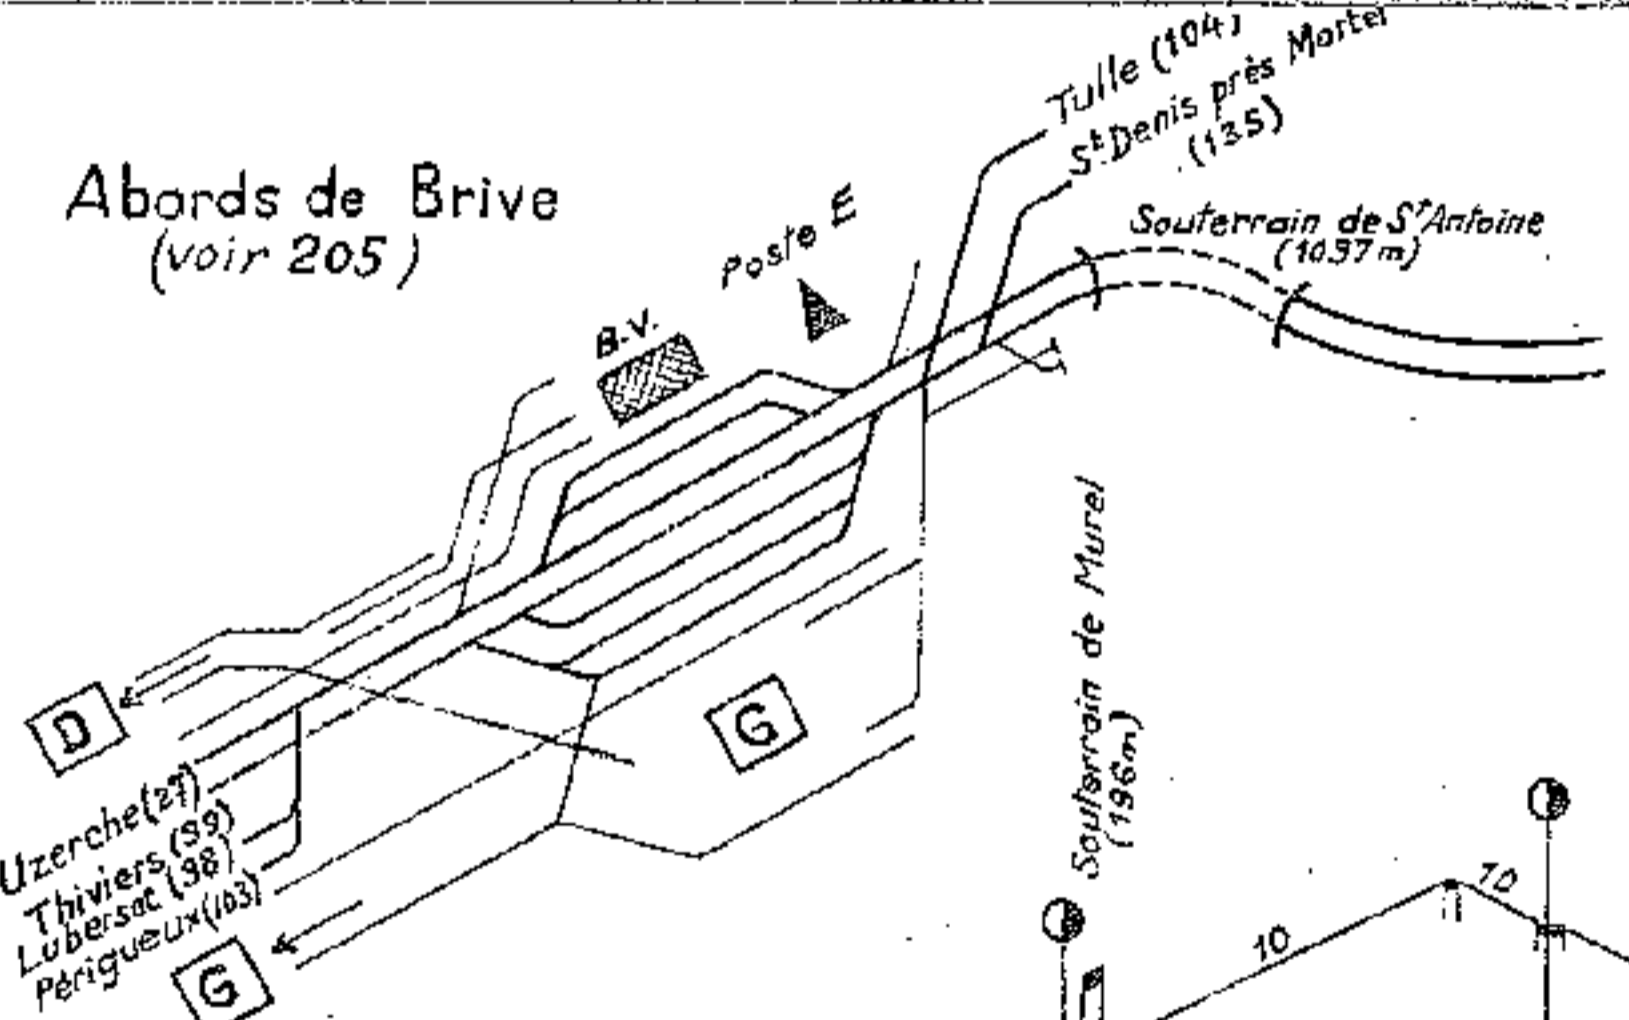 Tulle (104)
St Denis près Martel
(135)
Abords de Brive
(voir 205)
Poste E
Souterrain de St Antoine
(1037 m)
B.V.
D
G
Souterrain de Murel
(196m)
Uzerche (27)
Thiviers (99)
Lubersac (98)
Périgueux (103)
G
10
10